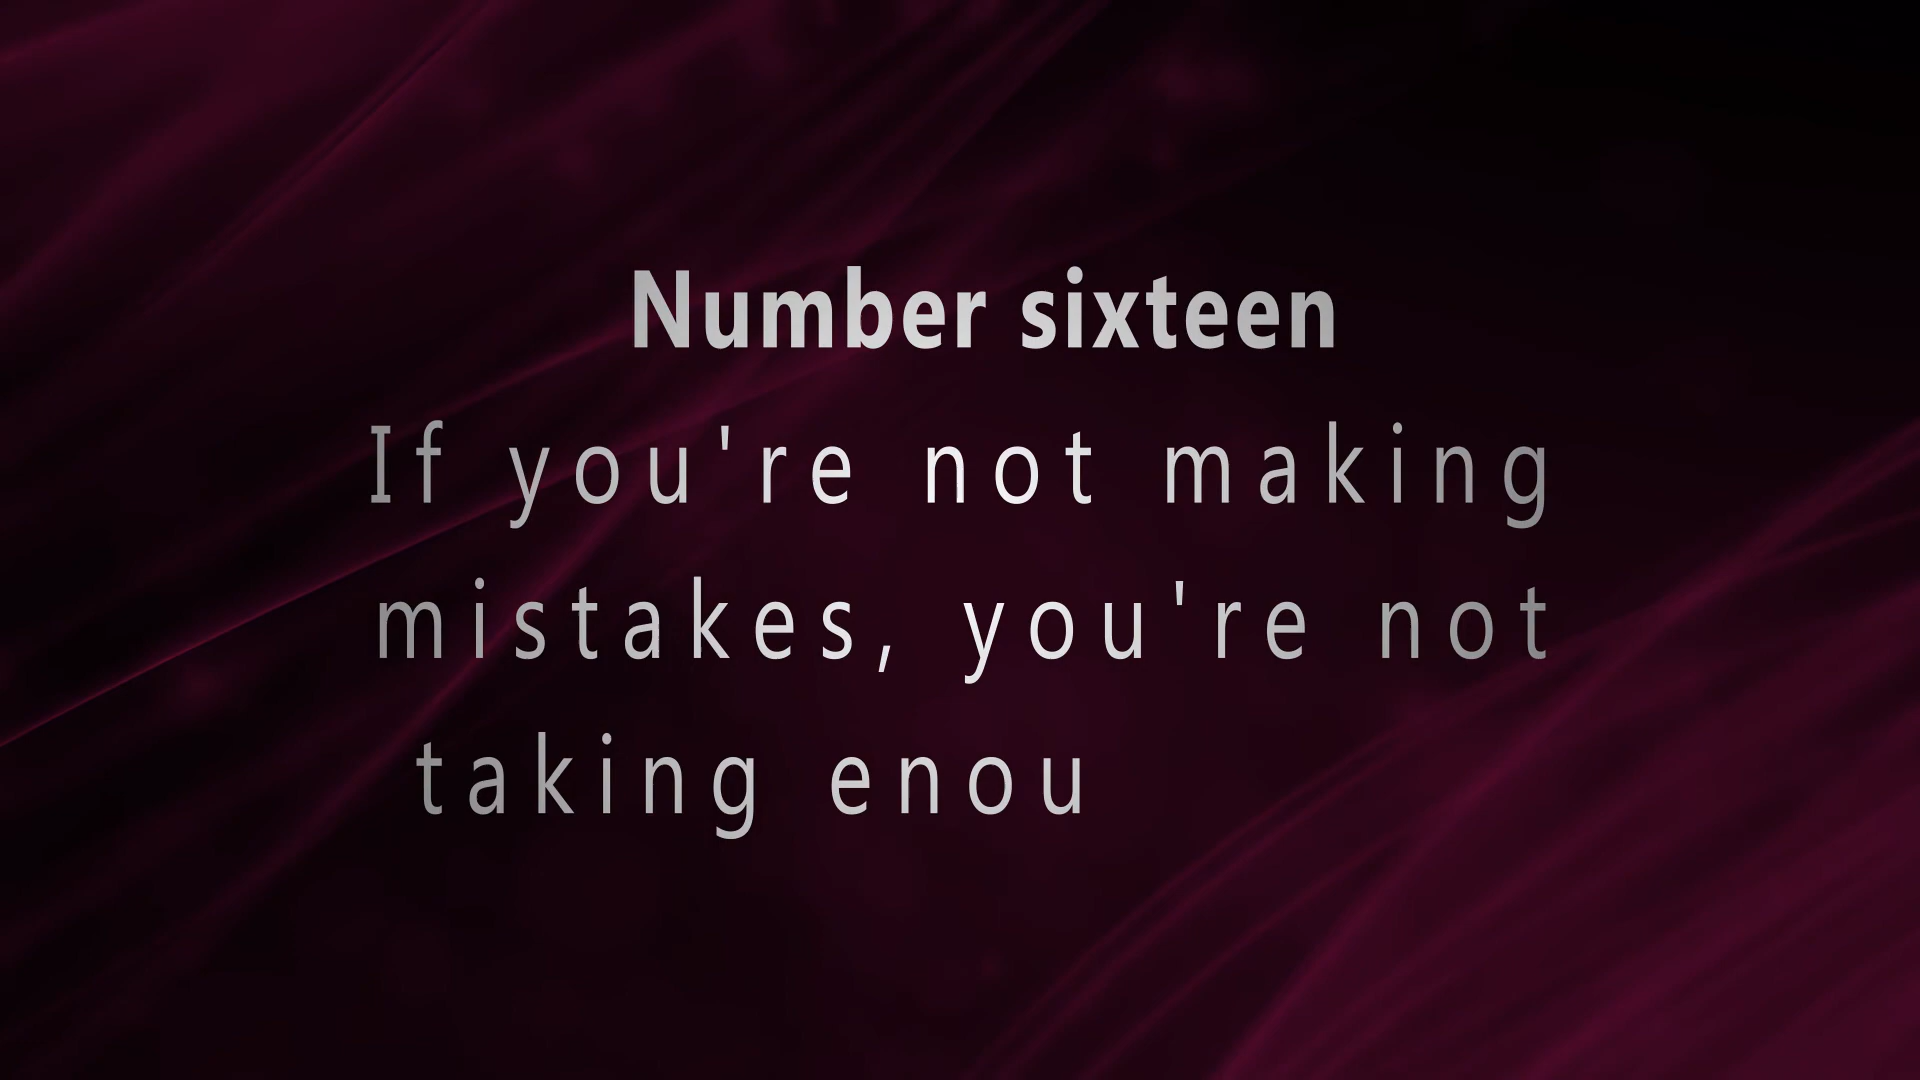 Number sixteen
If you're not making
mistakes, you're not
taking enou